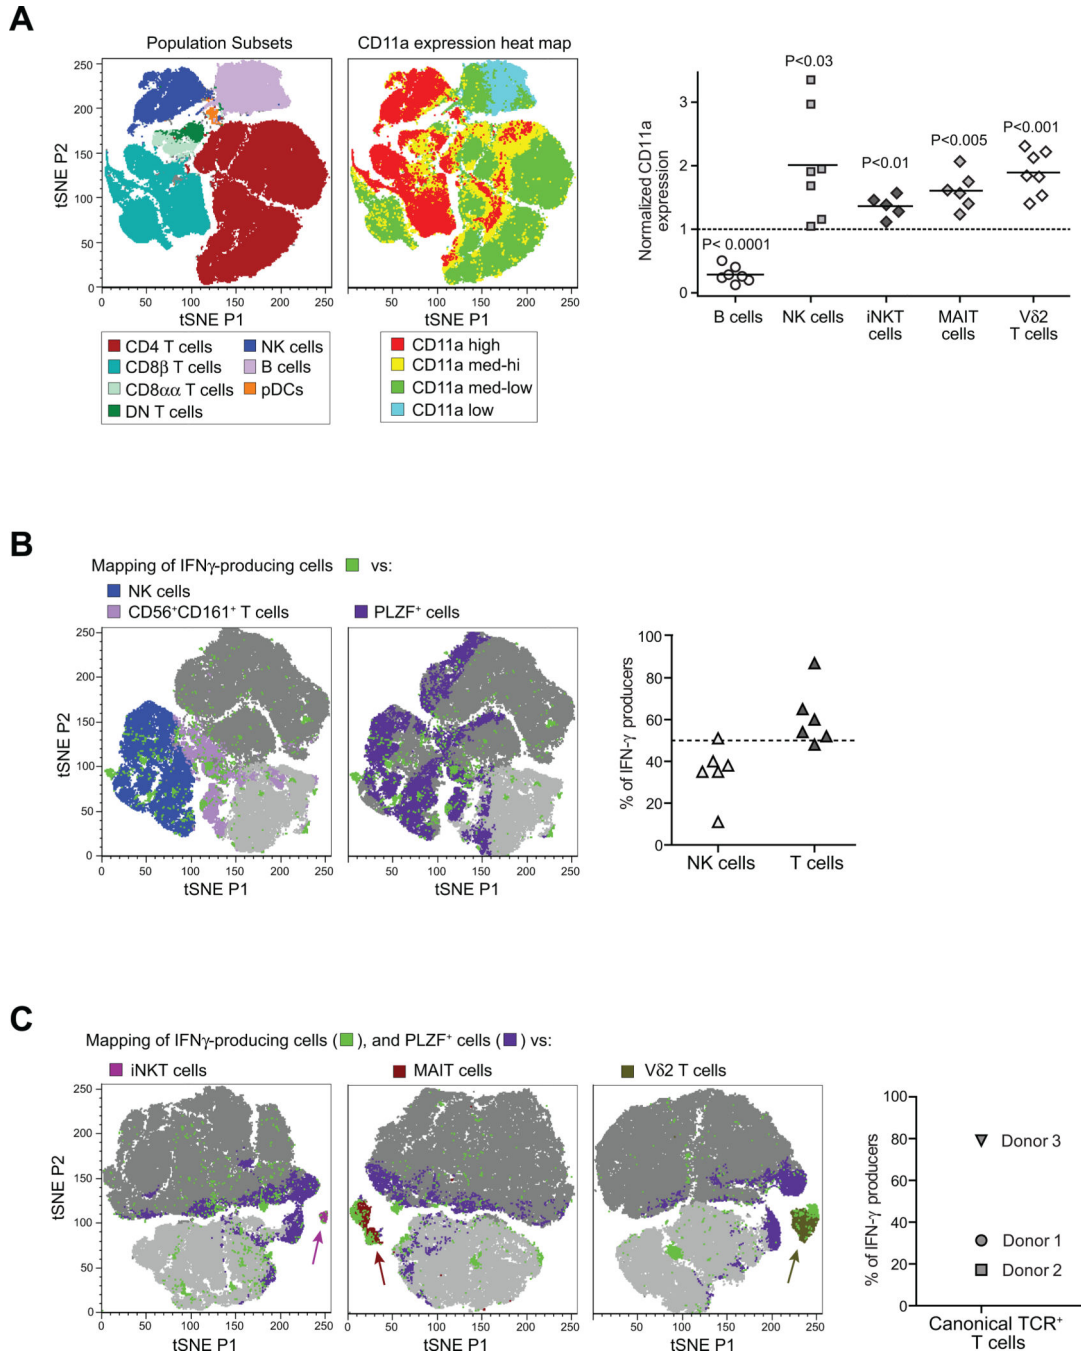 A
Population Subsets
CD11a expression heat map
tSNE P2
250
200
150
100
50
0
0 50 100 150 200 250
tSNE P1
0 50 100 150 200 250
tSNE P1
CD4 T cells
CD8β T cells
CD8αα T cells
DN T cells
NK cells
B cells
pDCs
CD11a high
CD11a med-hi
CD11a med-low
CD11a low
Normalized CD11a
expression
3
2
1
0
P< 0.0001
P<0.03
P<0.01
P<0.005
P<0.001
B cells
NK cells
iNKT
cells
MAIT
cells
Vδ2
T cells
B
Mapping of IFNγ-producing cells vs:
NK cells
CD56+CD161+ T cells
PLZF+ cells
tSNE P2
250
200
150
100
50
0
0 50 100 150 200 250
tSNE P1
0 50 100 150 200 250
tSNE P1
% of IFN-γ producers
100
80
60
40
20
0
NK cells
T cells
C
Mapping of IFNγ-producing cells ( ), and PLZF+ cells ( ) vs:
iNKT cells
MAIT cells
Vδ2 T cells
tSNE P2
250
200
150
100
50
0
0 50 100 150 200 250
tSNE P1
0 50 100 150 200 250
tSNE P1
0 50 100 150 200 250
tSNE P1
% of IFN-γ producers
100
80
60
40
20
0
Donor 3
Donor 1
Donor 2
Canonical TCR+
T cells